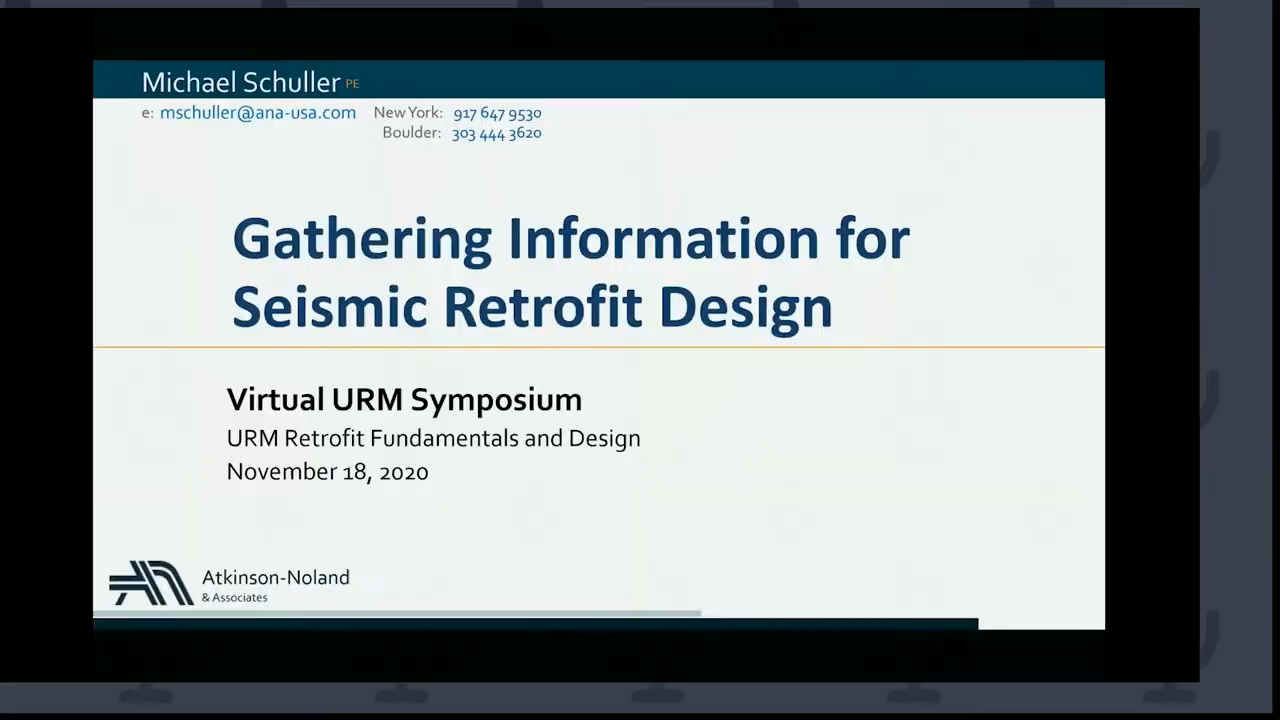 Michael Schuller PE
e: mschuller@ana-usa.com New York: 917 647 9530
Boulder: 303 444 3620
Gathering Information for
Seismic Retrofit Design
Virtual URM Symposium
URM Retrofit Fundamentals and Design
November 18, 2020
Atkinson-Noland
& Associates